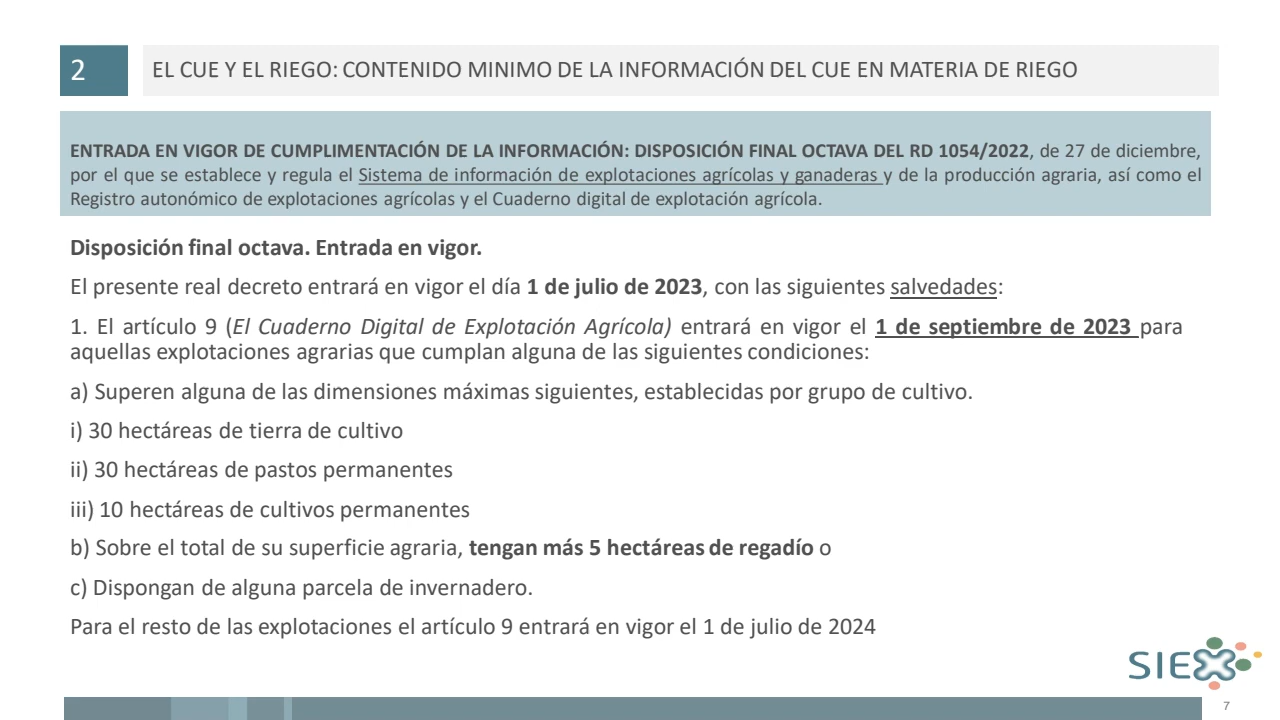 2
EL CUE Y EL RIEGO: CONTENIDO MINIMO DE LA INFORMACIÓN DEL CUE EN MATERIA DE RIEGO
ENTRADA EN VIGOR DE CUMPLIMENTACIÓN DE LA INFORMACIÓN: DISPOSICIÓN FINAL OCTAVA DEL RD 1054/2022, de 27 de diciembre,
por el que se establece y regula el Sistema de información de explotaciones agrícolas y ganaderas y de la producción agraria, así como el
Registro autonómico de explotaciones agrícolas y el Cuaderno digital de explotación agrícola.
Disposición final octava. Entrada en vigor.
El presente real decreto entrará en vigor el día 1 de julio de 2023, con las siguientes salvedades:
1. El artículo 9 (El Cuaderno Digital de Explotación Agrícola) entrará en vigor el 1 de septiembre de 2023 para
aquellas explotaciones agrarias que cumplan alguna de las siguientes condiciones:
a) Superen alguna de las dimensiones máximas siguientes, establecidas por grupo de cultivo.
i) 30 hectáreas de tierra de cultivo
ii) 30 hectáreas de pastos permanentes
iii) 10 hectáreas de cultivos permanentes
b) Sobre el total de su superficie agraria, tengan más 5 hectáreas de regadío o
c) Dispongan de alguna parcela de invernadero.
Para el resto de las explotaciones el artículo 9 entrará en vigor el 1 de julio de 2024
SIEX
7